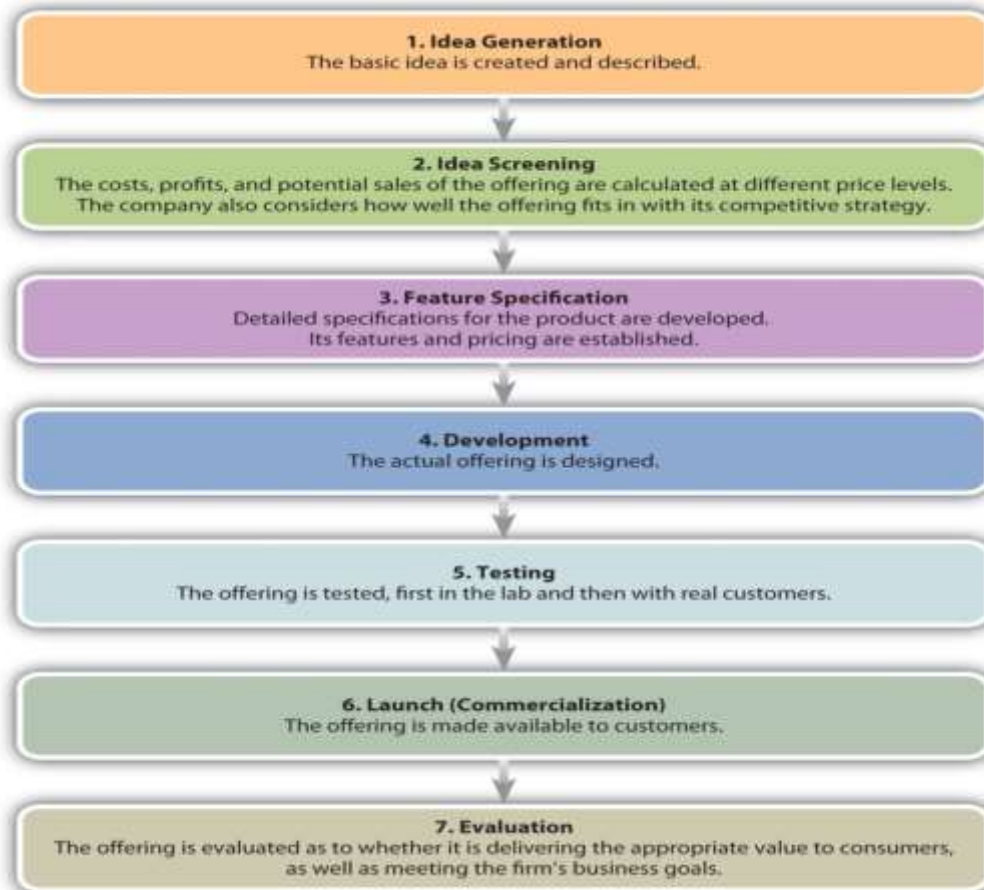 1. Idea Generation
The basic idea is created and described.
2. Idea Screening
The costs, profits, and potential sales of the offering are calculated at different price levels.
The company also considers how well the offering fits in with its competitive strategy.
3. Feature Specification
Detailed specifications for the product are developed.
Its features and pricing are established.
4. Development
The actual offering is designed.
5. Testing
The offering is tested, first in the lab and then with real customers.
6. Launch (Commercialization)
The offering is made available to customers.
7. Evaluation
The offering is evaluated as to whether it is delivering the appropriate value to consumers,
as well as meeting the firm's business goals.